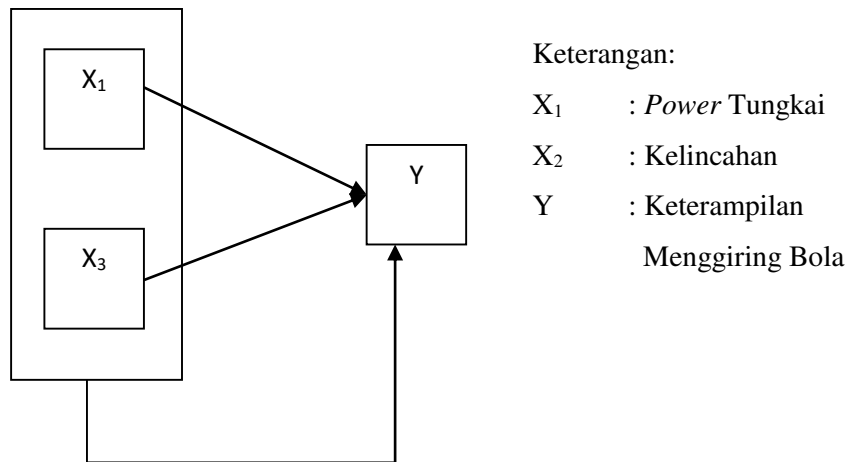 X₁
X₃
Y
Keterangan:
X₁ : Power Tungkai
X₂ : Kelincahan
Y : Keterampilan
Menggiring Bola